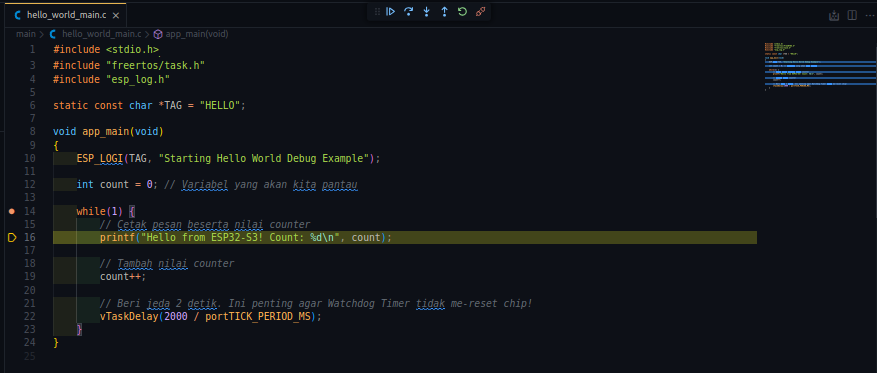 hello_world_main.c
main > hello_world_main.c > app_main(void)
1 #include <stdio.h>
3 #include "freertos/task.h"
4 #include "esp_log.h"
5
6 static const char *TAG = "HELLO";
7
8 void app_main(void)
9 {
10 ESP_LOGI(TAG, "Starting Hello World Debug Example");
11
12 int count = 0; // Variabel yang akan kita pantau
13
14 while(1) {
15 // Cetak pesan beserta nilai counter
16 printf("Hello from ESP32-S3! Count: %d\n", count);
17
18 // Tambah nilai counter
19 count++;
20
21 // Beri jeda 2 detik. Ini penting agar Watchdog Timer tidak me-reset chip!
22 vTaskDelay(2000 / portTICK_PERIOD_MS);
23 }
24 }
25